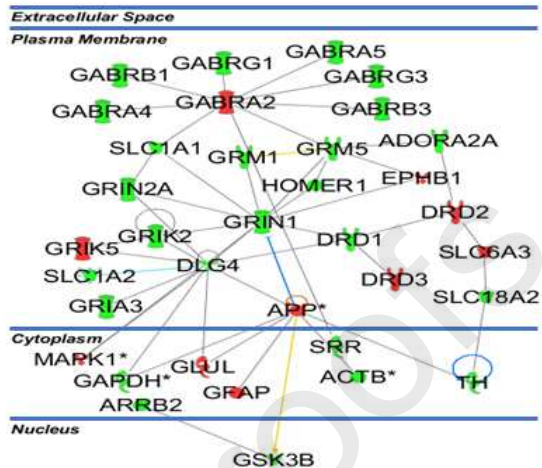 Extracellular Space
Plasma Membrane
GABRA5
GABRG1
GABRB1
GABRG3
GABRA2
GABRA4
GABRB3
ADORA2A
SLC1A1
GRM1
GRM5
EPHB1
GRIN2A
HOMER1
DRD2
GRIN1
GRIK2
DRD1
GRIK5
SLC6A3
DLG4
SLC1A2
DRD3
SLC18A2
GRIA3
APP*
Cytoplasm
MAPK1*
SRR
GLUL
GAPDH*
ACTB*
TH
GFAP
ARRB2
Nucleus
GSK3B
oofs